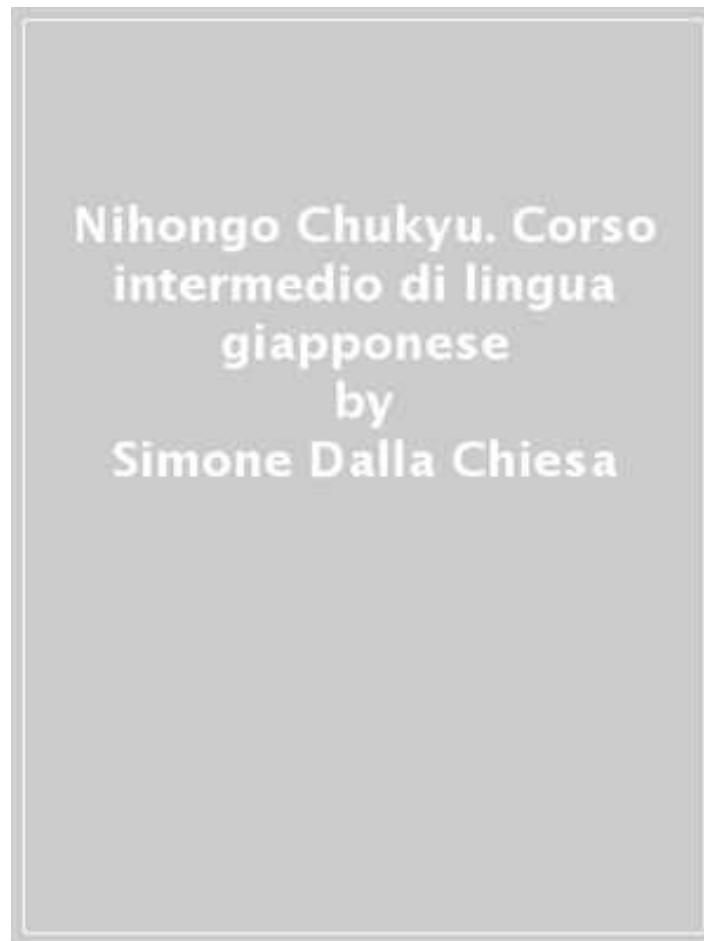 Nihongo Chukyu. Corso
intermedio di lingua
giapponese
by
Simone Dalla Chiesa